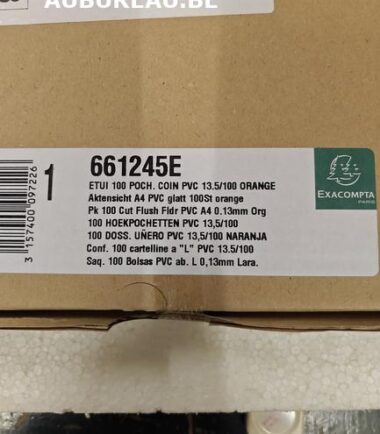 AUBUREAU.BE
661245E
1
ETUI 100 POCH. COIN PVC 13.5/100 ORANGE
Aktensicht A4 PVC glatt 100St orange
Pk 100 Cut Flush Fldr PVC A4 0.13mm Org
100 HOEKPOCHETTEN PVC 13,5/100
100 DOSS. UÑERO PVC 13,5/100 NARANJA
Conf. 100 cartelline a "L" PVC 13.5/100
Saq. 100 Bolsas PVC ab. L 0,13mm Lara.
3 157400 097226
EXACOMPTA
PARIS